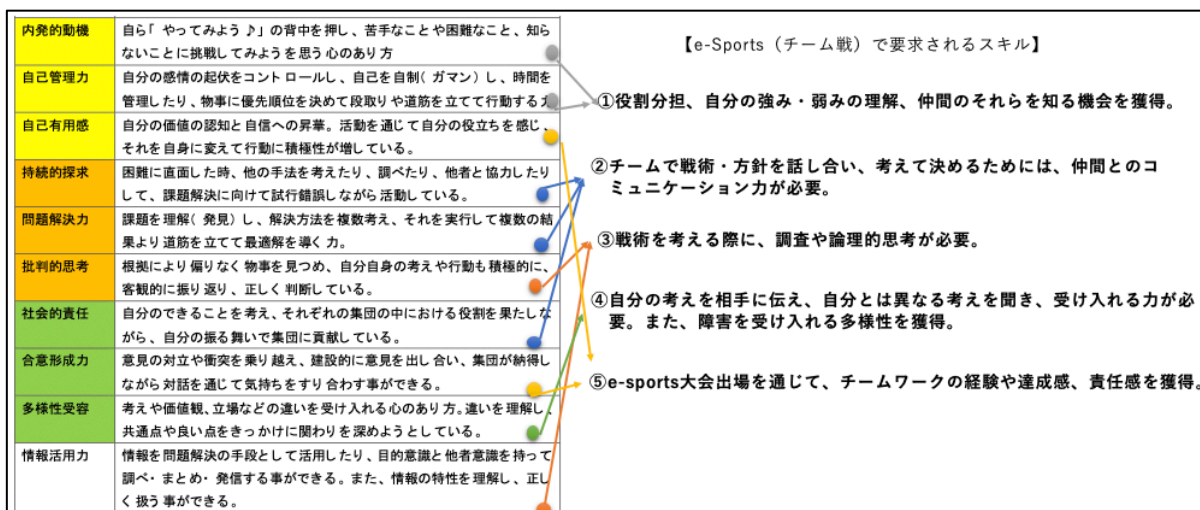 内発的動機
自ら「やってみよう♪」の背中を押し、苦手なことや困難なこと、知ら
ないことに挑戦してみようを思う心のあり方
自己管理力
自分の感情の起伏をコントロールし、自己を自制(ガマン)し、時間を
管理したり、物事に優先順位を決めて段取りや道筋を立てて行動する力
自己有用感
自分の価値の認知と自信への昇華。活動を通じて自分の役立ちを感じ、
それを自身に変えて行動に積極性が増している。
持続的探求
困難に直面した時、他の手法を考えたり、調べたり、他者と協力したり
して、課題解決に向けて試行錯誤しながら活動している。
問題解決力
課題を理解(発見)し、解決方法を複数考え、それを実行して複数の結
果より道筋を立てて最適解を導く力。
批判的思考
根拠により偏りなく物事を見つめ、自分自身の考えや行動も積極的に、
客観的に振り返り、正しく判断している。
社会的責任
自分のできることを考え、それぞれの集団の中における役割を果たしな
がら、自分の振る舞いで集団に貢献している。
合意形成力
意見の対立や衝突を乗り越え、建設的に意見を出し合い、集団が納得し
ながら対話を通じて気持ちをすり合わす事ができる。
多様性受容
考えや価値観、立場などの違いを受け入れる心のあり方。違いを理解し、
共通点や良い点をきっかけに関わりを深めようとしている。
情報活用力
情報を問題解決の手段として活用したり、目的意識と他者意識を持って
調べ・まとめ・発信する事ができる。また、情報の特性を理解し、正し
く扱う事ができる。
【e-Sports(チーム戦)で要求されるスキル】
①役割分担、自分の強み・弱みの理解、仲間のそれらを知る機会を獲得。
②チームで戦術・方針を話し合い、考えて決めるためには、仲間とのコ
ミュニケーション力が必要。
③戦術を考える際に、調査や論理的思考が必要。
④自分の考えを相手に伝え、自分とは異なる考えを聞き、受け入れる力が必
要。また、障害を受け入れる多様性を獲得。
⑤e-sports大会出場を通じて、チームワークの経験や達成感、責任感を獲得。